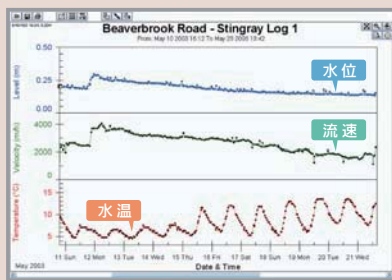 Beaverbrook Road - Stingray Log 1
From: May 10 2003 16:12 To May 25 2003 13:42
Level (m)
0.50
0.25
0.00
水位
Velocity (m/h)
4000
2000
0
流速
Temperature (°C)
15
10
5
水温
11 Sun 12 Mon 13 Tue 14 Wed 15 Thu 16 Fri 17 Sat 18 Sun 19 Mon 20 Tue 21 Wed
May 2003
Date & Time